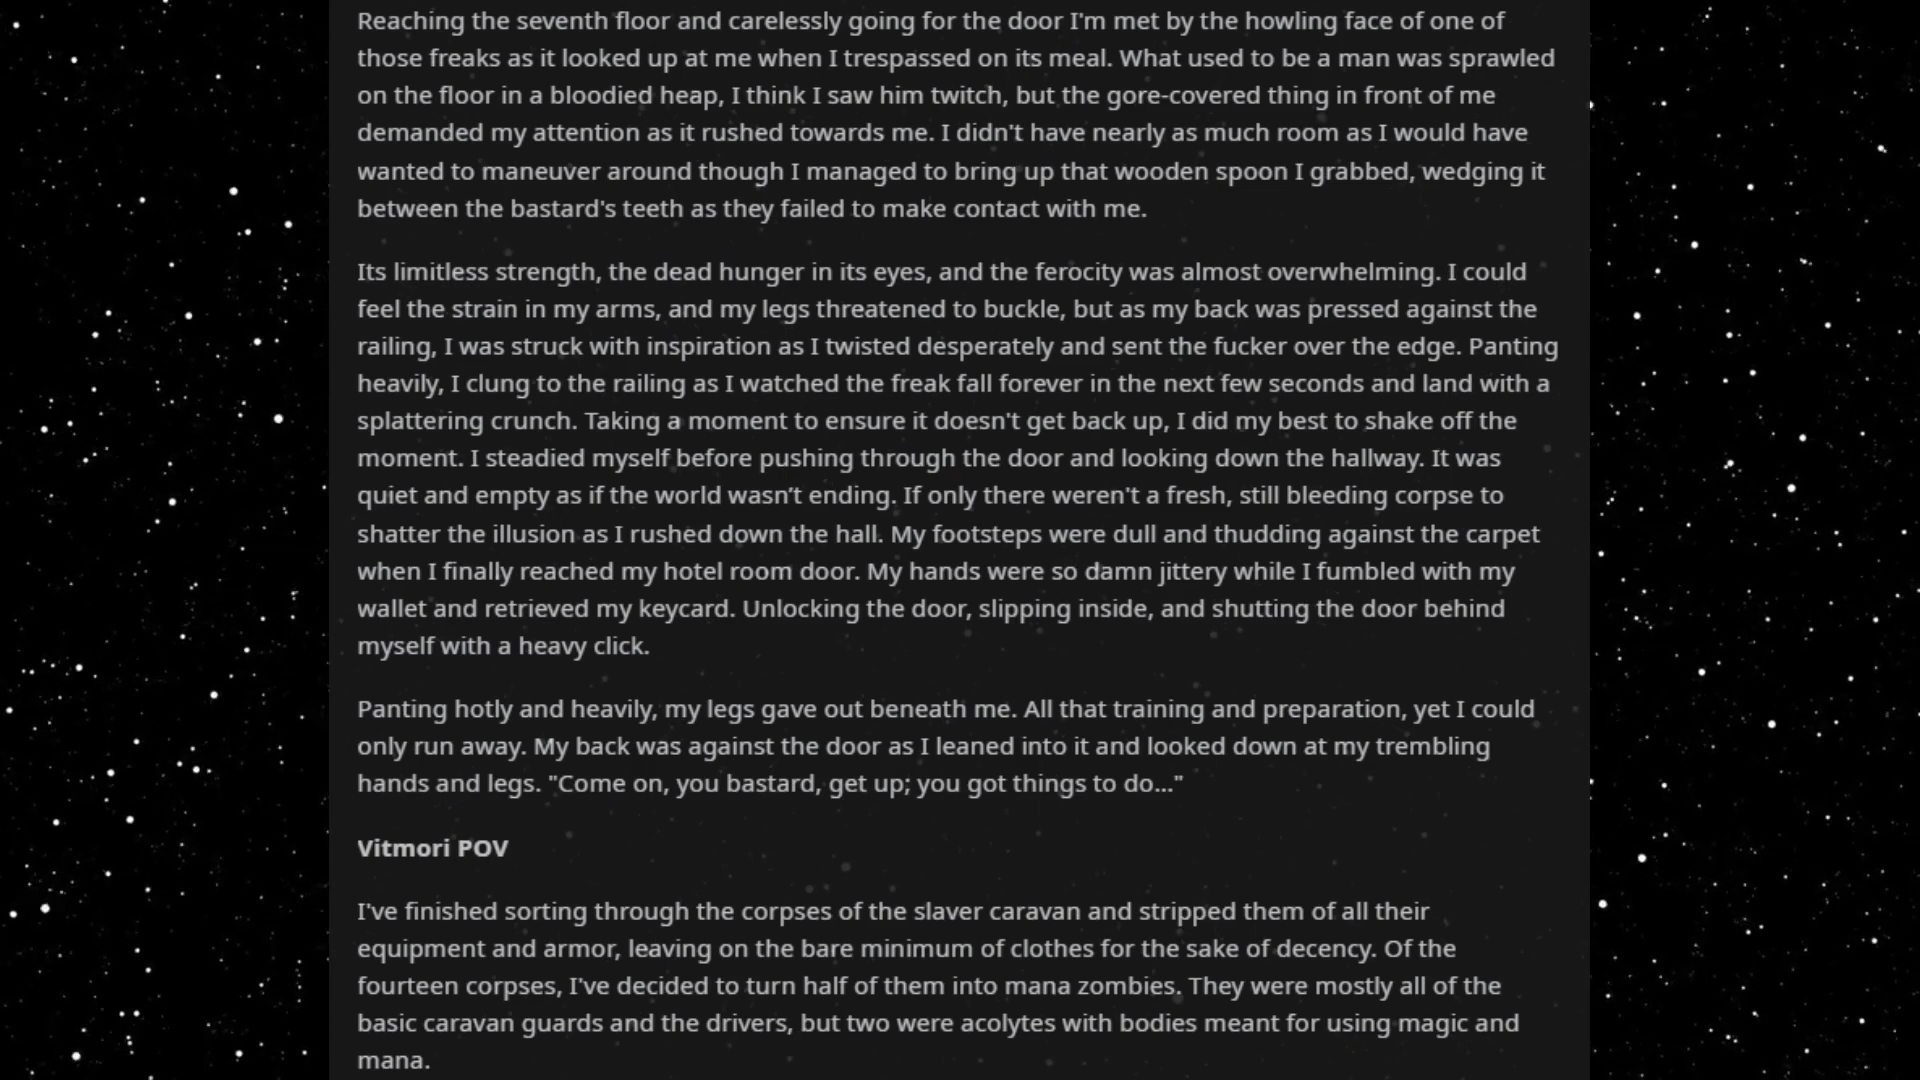 Reaching the seventh floor and carelessly going for the door I'm met by the howling face of one of
those freaks as it looked up at me when I trespassed on its meal. What used to be a man was sprawled
on the floor in a bloodied heap, I think I saw him twitch, but the gore-covered thing in front of me
demanded my attention as it rushed towards me. I didn't have nearly as much room as I would have
wanted to maneuver around though I managed to bring up that wooden spoon I grabbed, wedging it
between the bastard's teeth as they failed to make contact with me.
Its limitless strength, the dead hunger in its eyes, and the ferocity was almost overwhelming. I could
feel the strain in my arms, and my legs threatened to buckle, but as my back was pressed against the
railing, I was struck with inspiration as I twisted desperately and sent the fucker over the edge. Panting
heavily, I clung to the railing as I watched the freak fall forever in the next few seconds and land with a
splattering crunch. Taking a moment to ensure it doesn't get back up, I did my best to shake off the
moment. I steadied myself before pushing through the door and looking down the hallway. It was
quiet and empty as if the world wasn’t ending. If only there weren't a fresh, still bleeding corpse to
shatter the illusion as I rushed down the hall. My footsteps were dull and thudding against the carpet
when I finally reached my hotel room door. My hands were so damn jittery while I fumbled with my
wallet and retrieved my keycard. Unlocking the door, slipping inside, and shutting the door behind
myself with a heavy click.
Panting hotly and heavily, my legs gave out beneath me. All that training and preparation, yet I could
only run away. My back was against the door as I leaned into it and looked down at my trembling
hands and legs. "Come on, you bastard, get up; you got things to do..."
Vitmori POV
I've finished sorting through the corpses of the slaver caravan and stripped them of all their
equipment and armor, leaving on the bare minimum of clothes for the sake of decency. Of the
fourteen corpses, I've decided to turn half of them into mana zombies. They were mostly all of the
basic caravan guards and the drivers, but two were acolytes with bodies meant for using magic and
mana.